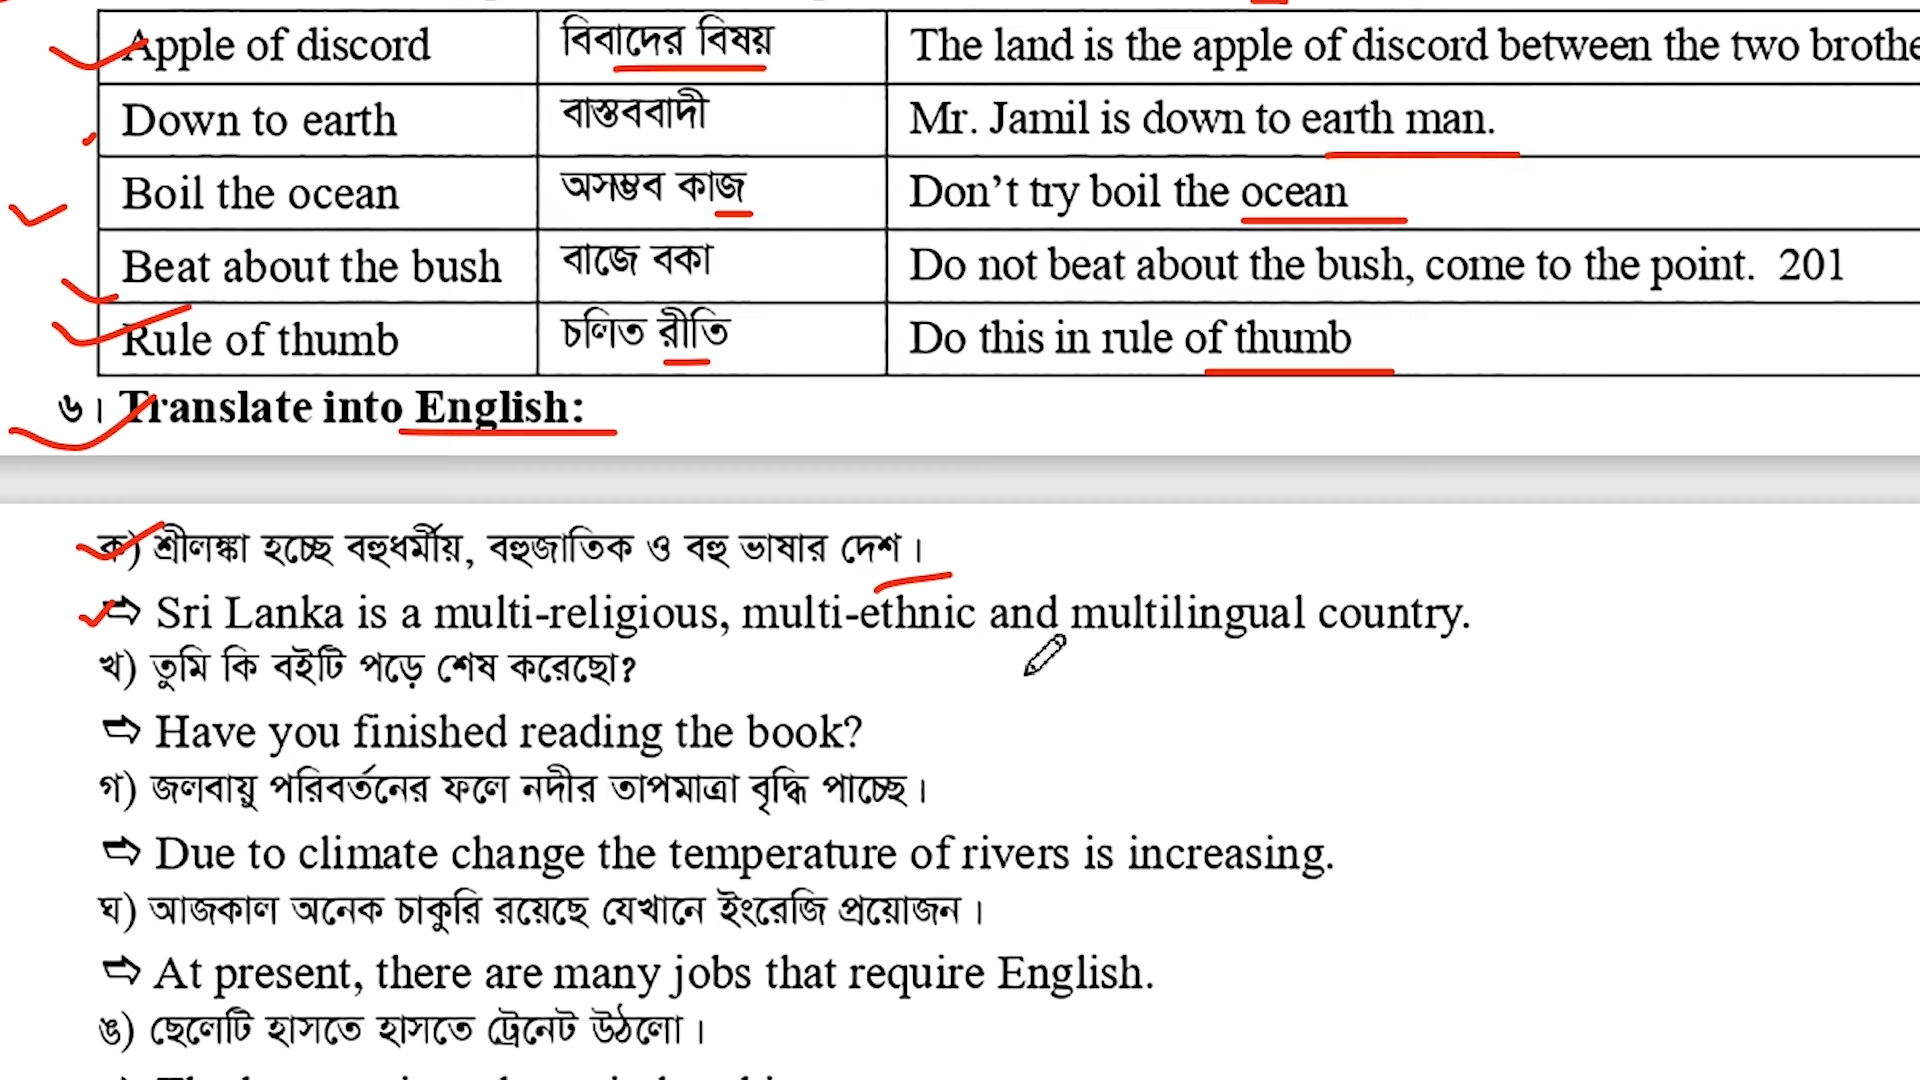 Apple of discord বিবাদের বিষয় The land is the apple of discord between the two
Down to earth বাস্তববাদী Mr. Jamil is down to earth man.
Boil the ocean অসম্ভব কাজ Don’t try boil the ocean
Beat about the bush বাজে বকা Do not beat about the bush, come to the point. 201
Rule of thumb চলিত রীতি Do this in rule of thumb
৬। Translate into English:
ক) শ্রীলঙ্কা হচ্ছে বহুধর্মীয়, বহুজাতিক ও বহু ভাষার দেশ।
⇨ Sri Lanka is a multi-religious, multi-ethnic and multilingual country.
খ) তুমি কি বইটি পড়ে শেষ করেছো?
⇨ Have you finished reading the book?
গ) জলবায়ু পরিবর্তনের ফলে নদীর তাপমাত্রা বৃদ্ধি পাচ্ছে।
⇨ Due to climate change the temperature of rivers is increasing.
ঘ) আজকাল অনেক চাকুরি রয়েছে যেখানে ইংরেজি প্রয়োজন।
⇨ At present, there are many jobs that require English.
ঙ) ছেলেটি হাসতে হাসতে ট্রেনেট উঠলো।